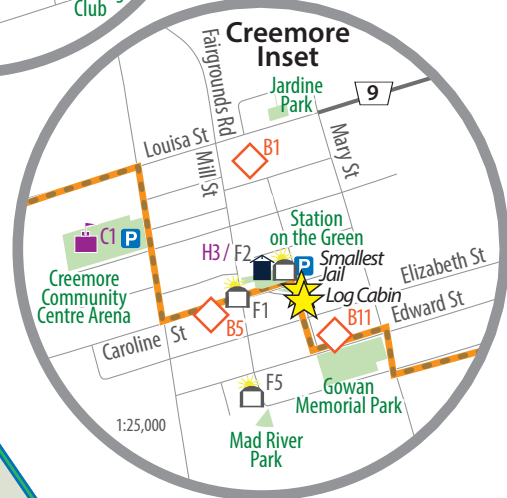 Club
Creemore
Inset
Fairgrounds Rd
Jardine
Park
9
Louisa St
Mill St
B1
Mary St
C1
P
Creemore
Community
Centre Arena
Station
on the Green
H3 / F2
P
Smallest
Jail
Log Cabin
Elizabeth St
Edward St
F1
B5
B11
Caroline St
F5
Gowan
Memorial Park
1:25,000
Mad River
Park